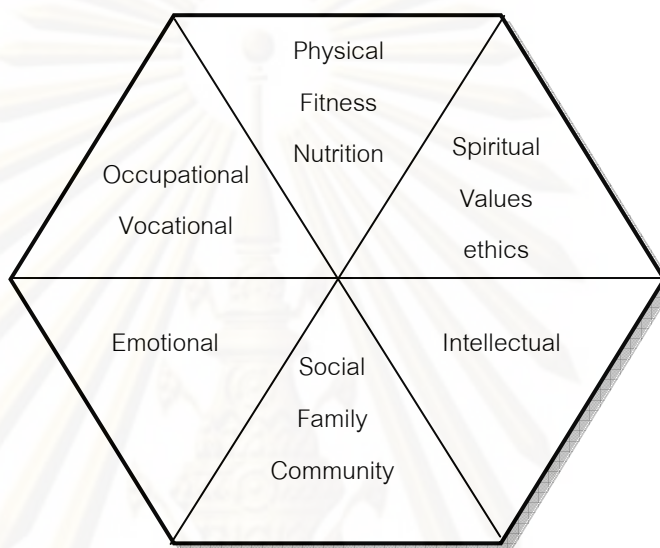 Physical
Fitness
Nutrition
Spiritual
Values
ethics
Occupational
Vocational
Emotional
Social
Family
Community
Intellectual